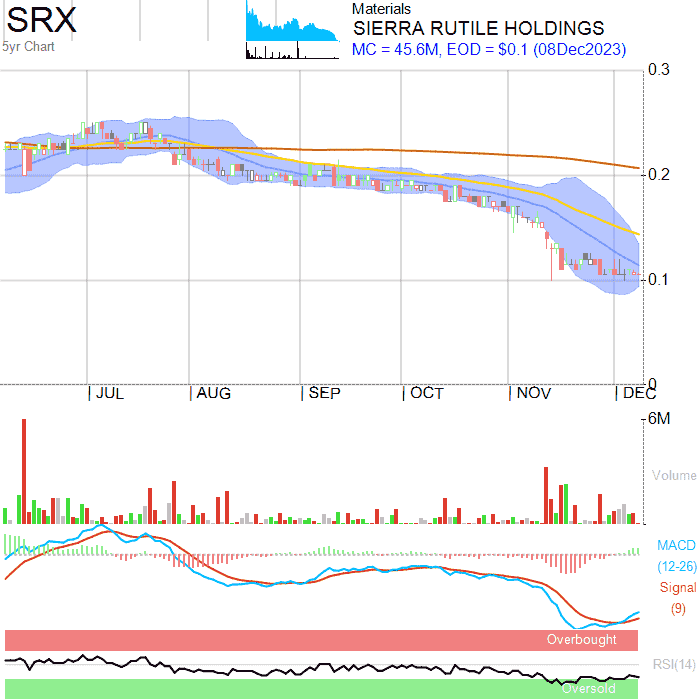 SRX
5yr Chart
Materials
SIERRA RUTILE HOLDINGS
MC = 45.6M, EOD = $0.1 (08Dec2023)
0.3
0.2
0.1
0
JUL
AUG
SEP
OCT
NOV
DEC
6M
Volume
MACD
(12-26)
Signal
(9)
Overbought
RSI(14)
Oversold